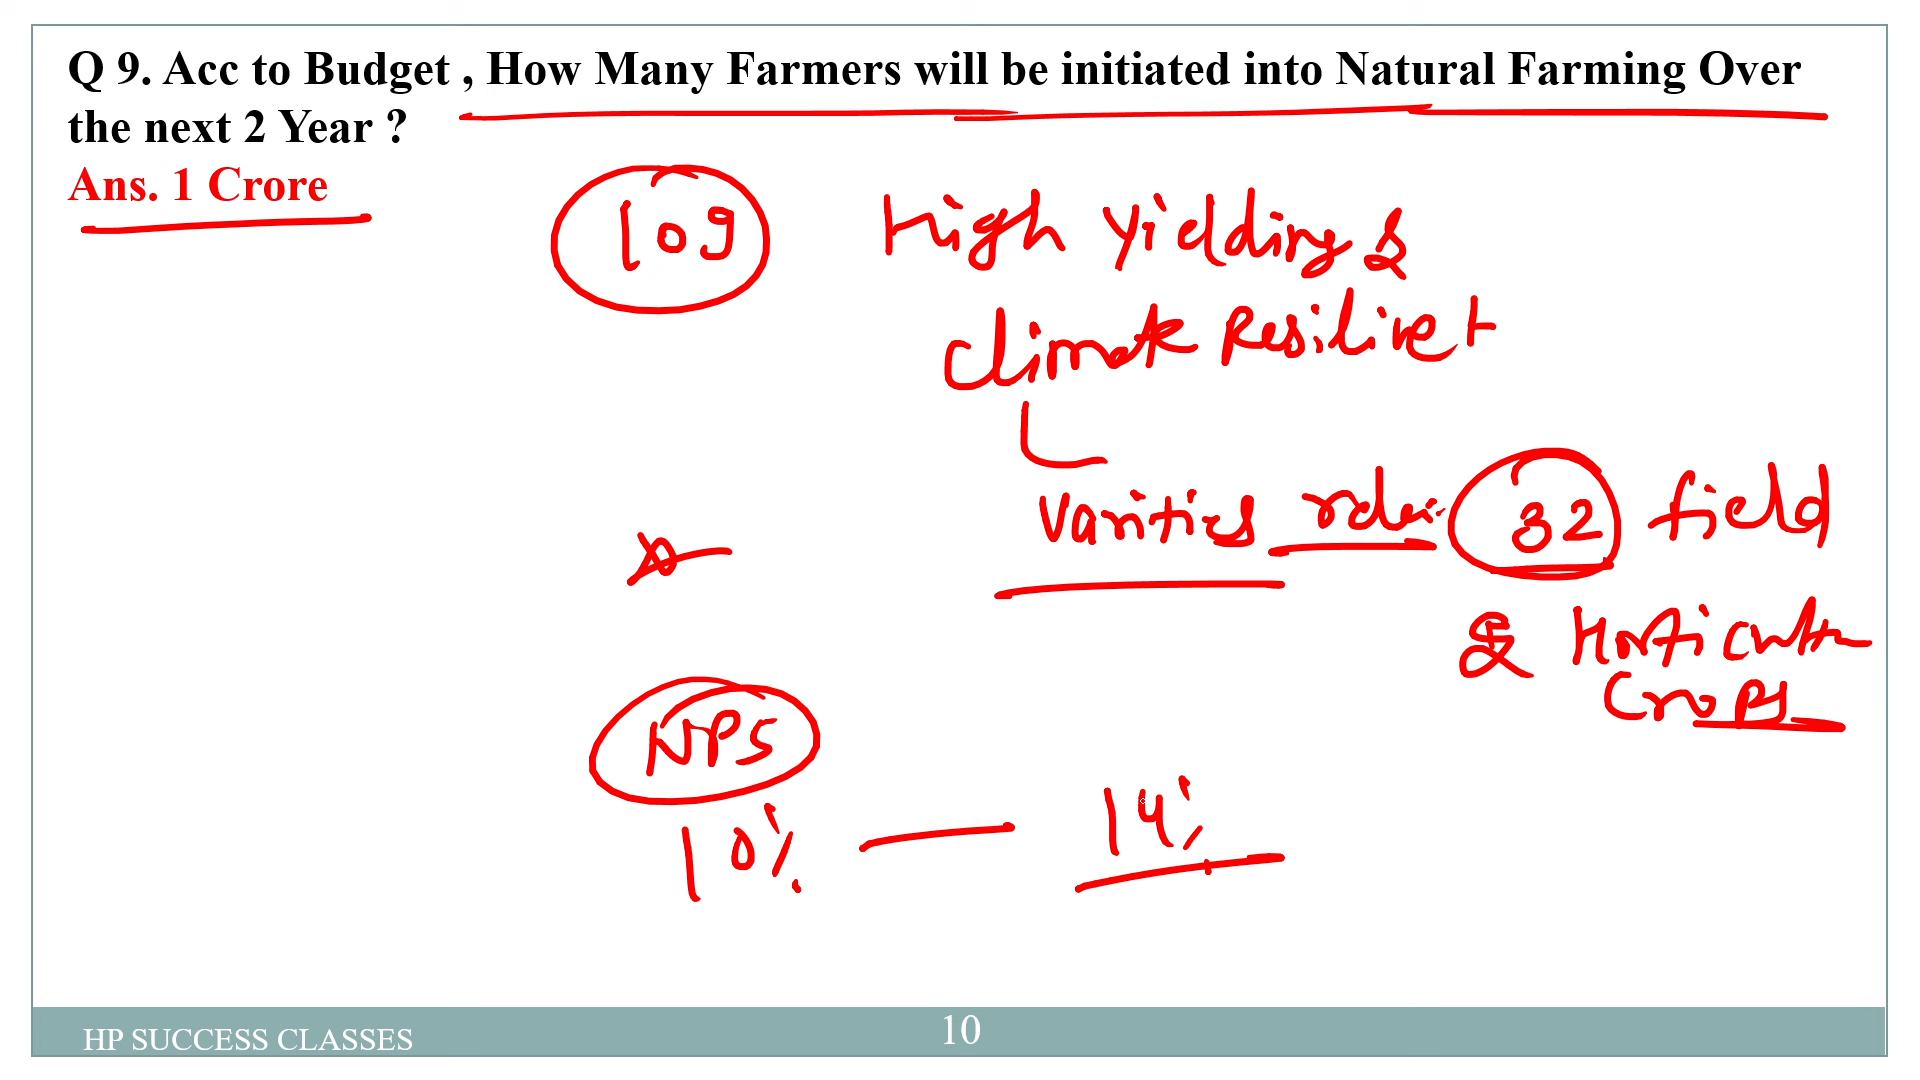 Q 9. Acc to Budget , How Many Farmers will be initiated into Natural Farming Over
the next 2 Year ?
Ans. 1 Crore
109 High Yielding &
Climate Resilient
Varities 32 field
& Horticulture
Crops
NPS
10% 14%
HP SUCCESS CLASSES
10